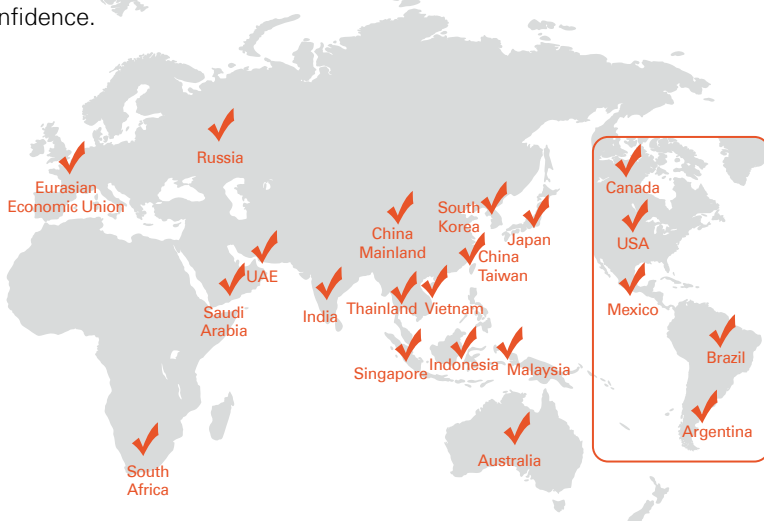 nfidence.
Russia
Eurasian
Economic Union
Canada
South
Korea
China
Mainland
Japan
USA
China
Taiwan
UAE
Saudi
Arabia
India
Thainland
Vietnam
Mexico
Singapore
Indonesia
Malaysia
Brazil
Argentina
Australia
South
Africa